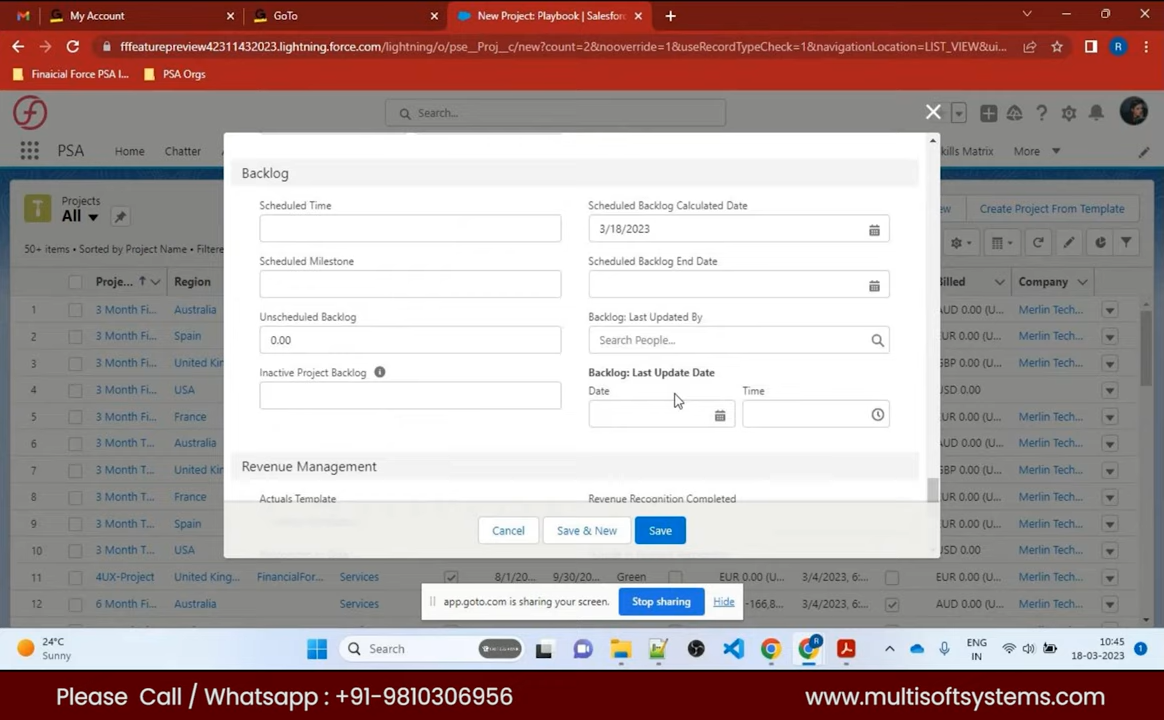 My Account
GoTo
New Project: Playbook | Salesfor
fffeaturepreview42311432023.lightning.force.com/lightning/o/pse__Proj__c/new?count=2&nooverride=1&useRecordTypeCheck=1&navigationLocation=LIST_VIEW&ui...
R
Finaicial Force PSA I...
PSA Orgs
Search...
PSA
Home
Chatter
kills Matrix
More
Projects
All
ew
Create Project From Template
50+ items • Sorted by Project Name • Filtere
Proje...
Region
Billed
Company
1 3 Month Fi... Australia AUD 0.00 (U... Merlin Tech...
2 3 Month Fi... Spain EUR 0.00 (U... Merlin Tech...
3 3 Month Fi... United Kin GBP 0.00 (U... Merlin Tech...
4 3 Month T... USA USD 0.00 Merlin Tech...
5 3 Month T... France EUR 0.00 (U... Merlin Tech...
6 3 Month T... Australia AUD 0.00 (U... Merlin Tech...
7 3 Month T... United Kin GBP 0.00 (U... Merlin Tech...
8 3 Month T... France EUR 0.00 (U... Merlin Tech...
9 3 Month T... Spain EUR 0.00 (U... Merlin Tech...
10 3 Month T... USA USD 0.00 Merlin Tech...
11 4UX-Project United King... FinancialFor... Services 8/1/20... 9/30/20... Green EUR 0.00 (U... 3/4/2023, 6: EUR 0.00 (U... Merlin Tech...
12 6 Month T... Australia Services -166,8 3/4/2023, 6: AUD 0.00 (U... Merlin Tech...
Backlog
Scheduled Time
Scheduled Backlog Calculated Date
3/18/2023
Scheduled Milestone
Scheduled Backlog End Date
Unscheduled Backlog
Backlog: Last Updated By
0.00
Search People...
Inactive Project Backlog
Backlog: Last Update Date
Date
Time
Revenue Management
Actuals Template
Revenue Recognition Completed
Cancel
Save & New
Save
app.goto.com is sharing your screen.
Stop sharing
Hide
24°C
Sunny
Search
ENG
IN
10:45
18-03-2023
1
Please Call / Whatsapp : +91-9810306956
www.multisoftsystems.com